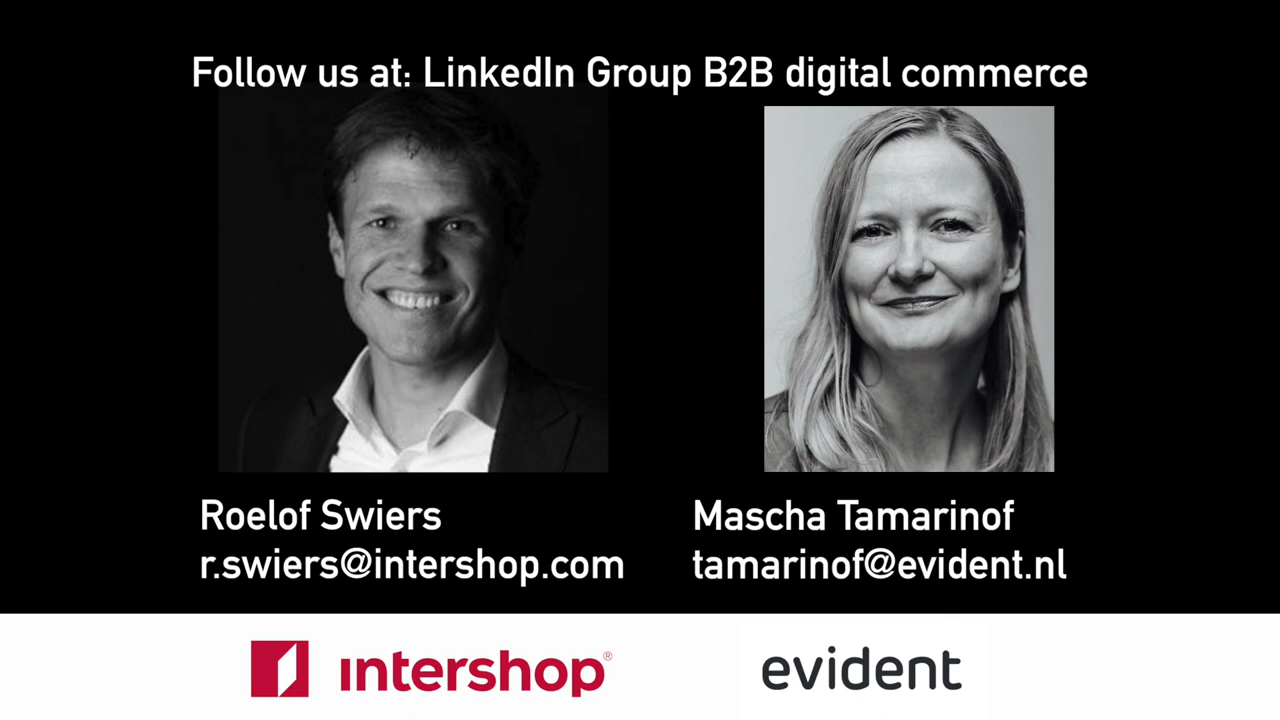 Follow us at: LinkedIn Group B2B digital commerce
Roelof Swiers
r.swiers@intershop.com
Mascha Tamarinof
tamarinof@evident.nl
intershop®
evident